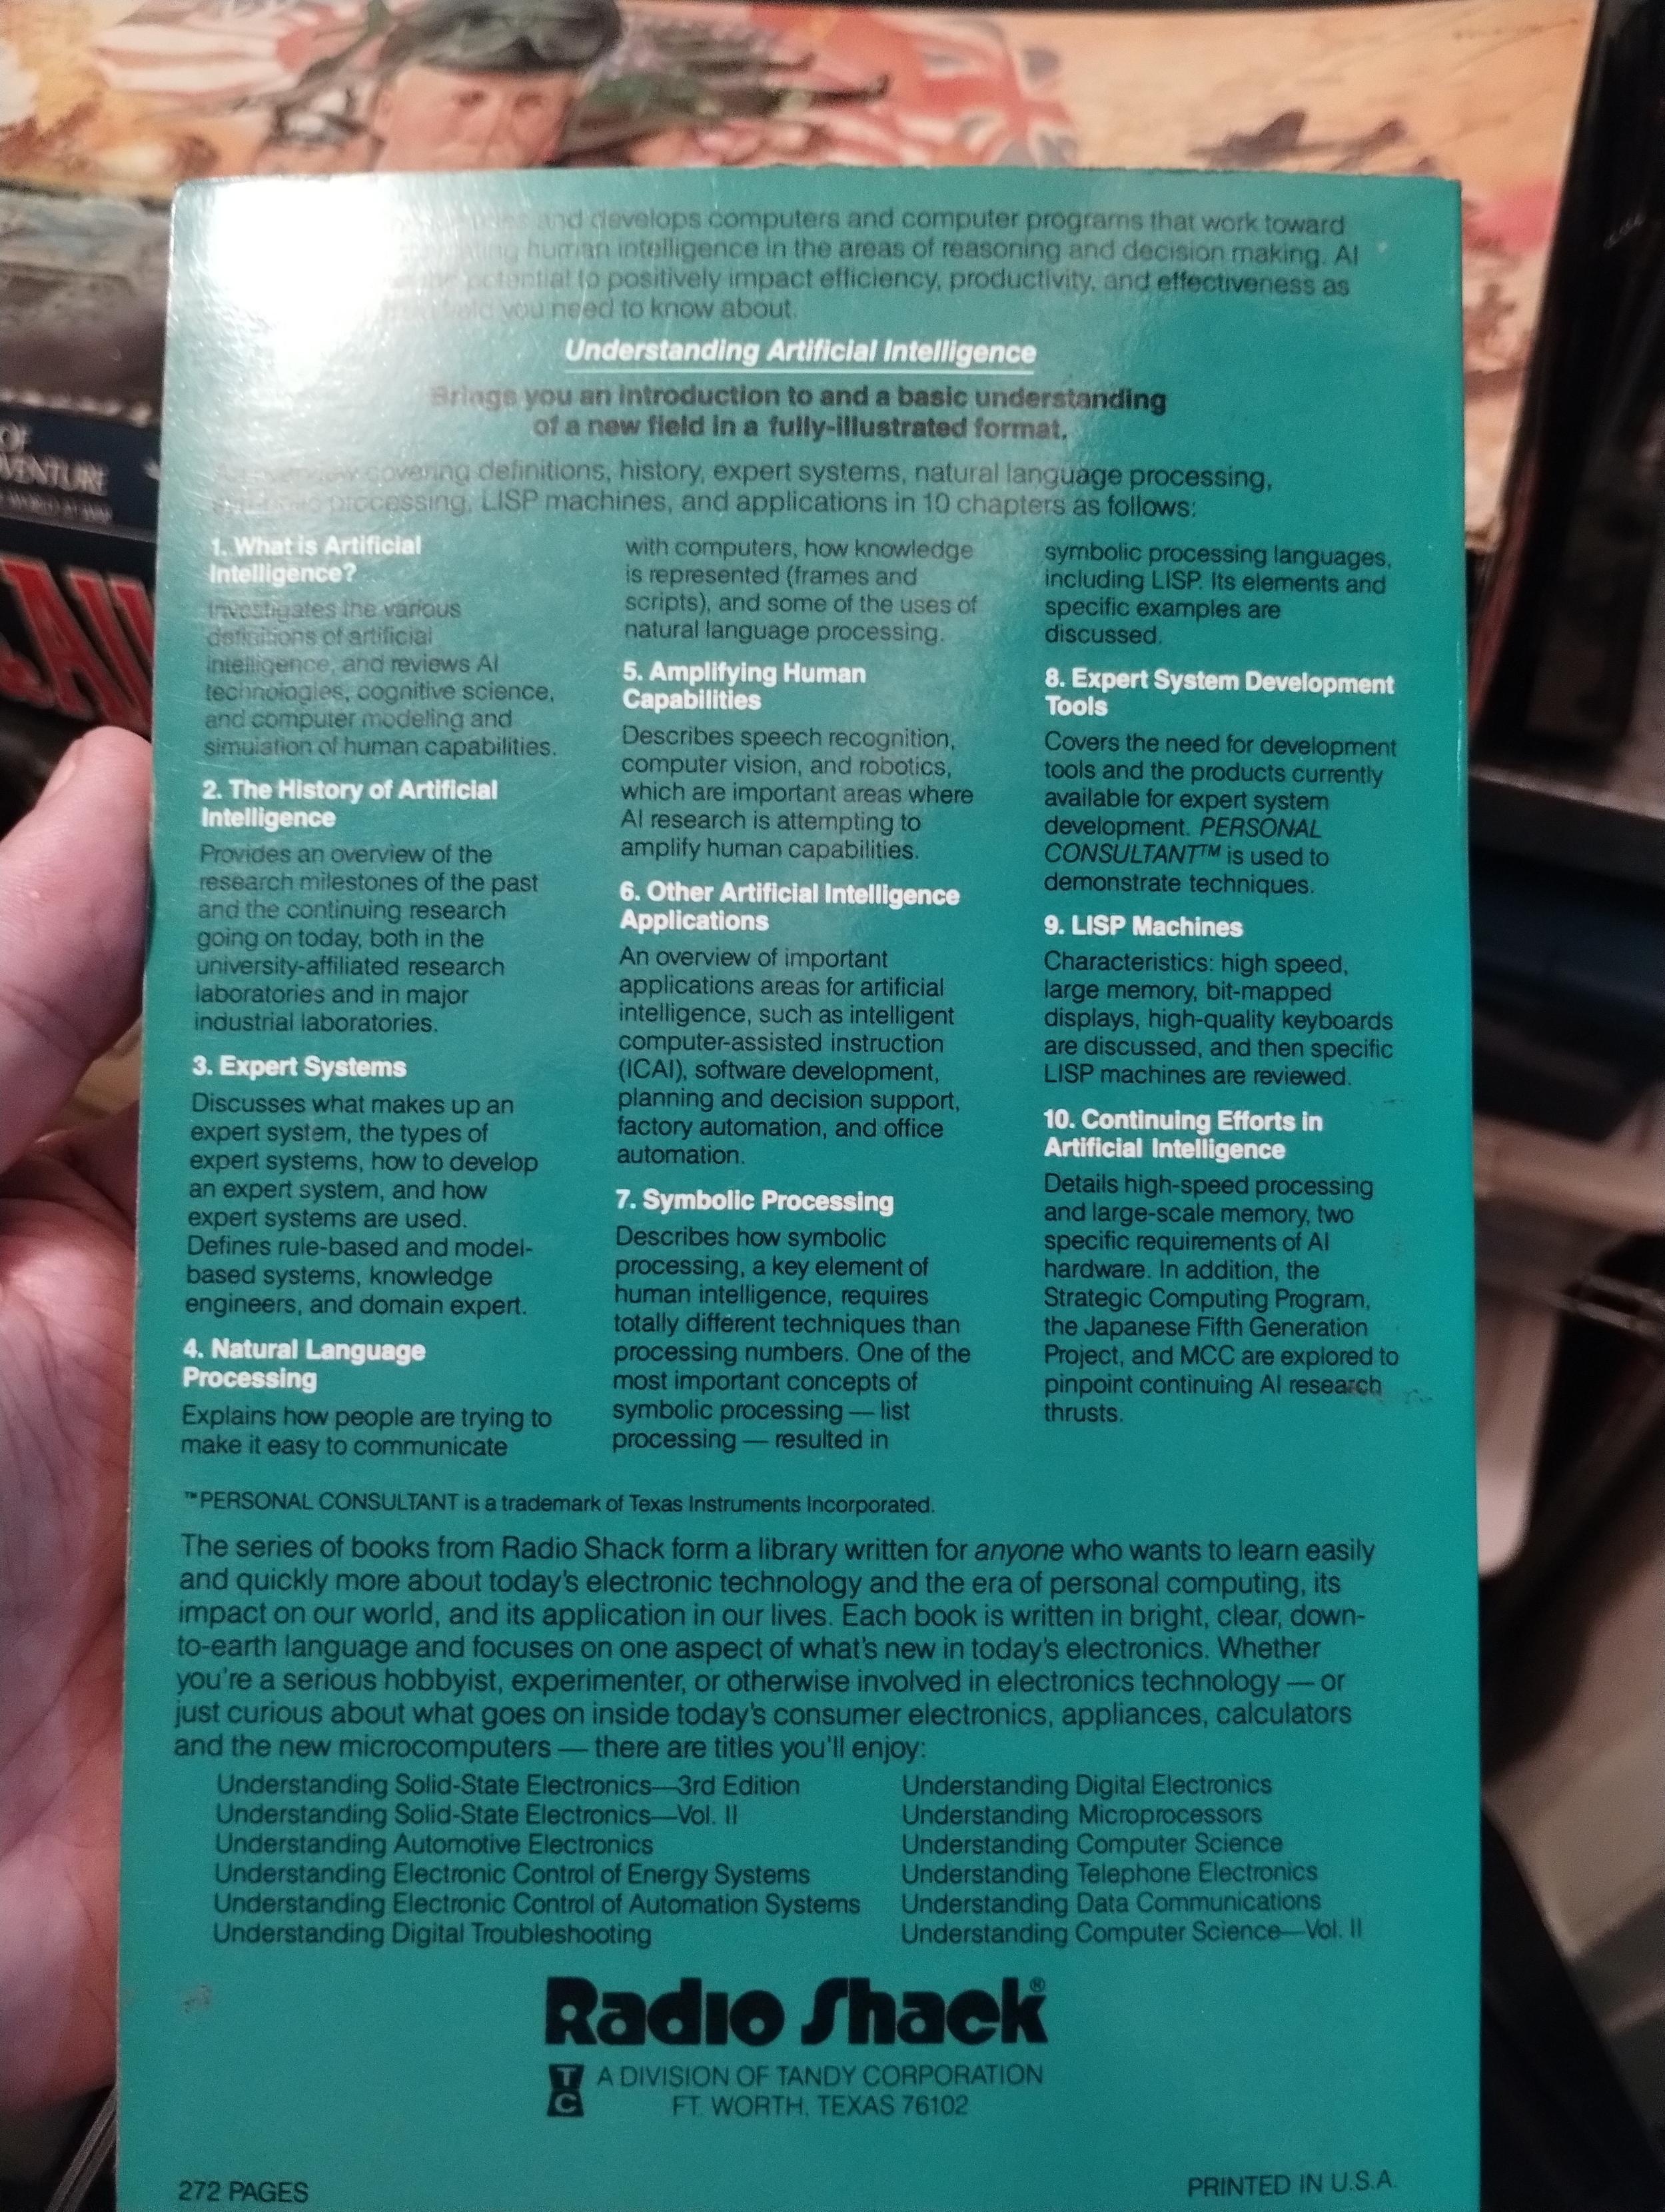 and develops computers and computer programs that work toward
human intelligence in the areas of reasoning and decision making. AI
potential to positively impact efficiency, productivity, and effectiveness as
you need to know about.
Understanding Artificial Intelligence
Brings you an introduction to and a basic understanding
of a new field in a fully-illustrated format.
covering definitions, history, expert systems, natural language processing,
processing, LISP machines, and applications in 10 chapters as follows:
1. What is Artificial
Intelligence?
Investigates the various
definitions of artificial
intelligence, and reviews AI
technologies, cognitive science,
and computer modeling and
simulation of human capabilities.
2. The History of Artificial
Intelligence
Provides an overview of the
research milestones of the past
and the continuing research
going on today, both in the
university-affiliated research
laboratories and in major
industrial laboratories.
3. Expert Systems
Discusses what makes up an
expert system, the types of
expert systems, how to develop
an expert system, and how
expert systems are used.
Defines rule-based and model-
based systems, knowledge
engineers, and domain expert.
4. Natural Language
Processing
Explains how people are trying to
make it easy to communicate
with computers, how knowledge
is represented (frames and
scripts), and some of the uses of
natural language processing.
5. Amplifying Human
Capabilities
Describes speech recognition,
computer vision, and robotics,
which are important areas where
AI research is attempting to
amplify human capabilities.
6. Other Artificial Intelligence
Applications
An overview of important
applications areas for artificial
intelligence, such as intelligent
computer-assisted instruction
(ICAI), software development,
planning and decision support,
factory automation, and office
automation.
7. Symbolic Processing
Describes how symbolic
processing, a key element of
human intelligence, requires
totally different techniques than
processing numbers. One of the
most important concepts of
symbolic processing — list
processing — resulted in
symbolic processing languages,
including LISP. Its elements and
specific examples are
discussed.
8. Expert System Development
Tools
Covers the need for development
tools and the products currently
available for expert system
development. PERSONAL
CONSULTANT™ is used to
demonstrate techniques.
9. LISP Machines
Characteristics: high speed,
large memory, bit-mapped
displays, high-quality keyboards
are discussed, and then specific
LISP machines are reviewed.
10. Continuing Efforts in
Artificial Intelligence
Details high-speed processing
and large-scale memory, two
specific requirements of AI
hardware. In addition, the
Strategic Computing Program,
the Japanese Fifth Generation
Project, and MCC are explored to
pinpoint continuing AI research
thrusts.
™PERSONAL CONSULTANT is a trademark of Texas Instruments Incorporated.
The series of books from Radio Shack form a library written for anyone who wants to learn easily
and quickly more about today's electronic technology and the era of personal computing, its
impact on our world, and its application in our lives. Each book is written in bright, clear, down-
to-earth language and focuses on one aspect of what's new in today's electronics. Whether
you're a serious hobbyist, experimenter, or otherwise involved in electronics technology — or
just curious about what goes on inside today's consumer electronics, appliances, calculators
and the new microcomputers — there are titles you'll enjoy:
Understanding Solid-State Electronics—3rd Edition
Understanding Solid-State Electronics—Vol. II
Understanding Automotive Electronics
Understanding Electronic Control of Energy Systems
Understanding Electronic Control of Automation Systems
Understanding Digital Troubleshooting
Understanding Digital Electronics
Understanding Microprocessors
Understanding Computer Science
Understanding Telephone Electronics
Understanding Data Communications
Understanding Computer Science—Vol. II
Radio Shack®
TC A DIVISION OF TANDY CORPORATION
FT. WORTH, TEXAS 76102
272 PAGES
PRINTED IN U.S.A.
OF